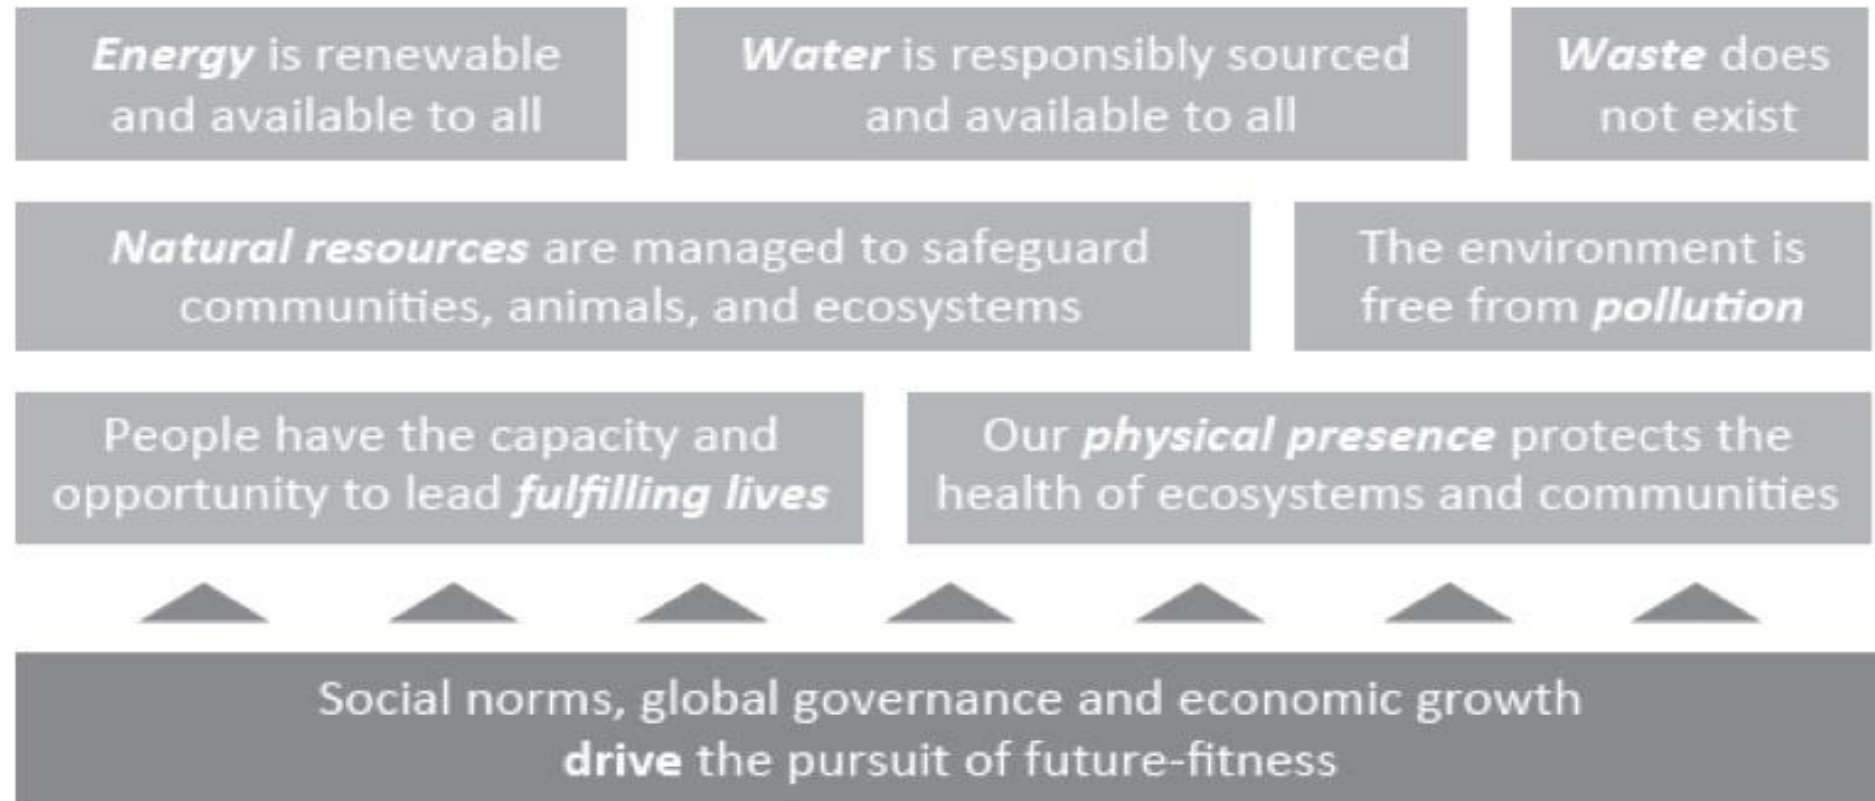 Energy is renewable
and available to all
Water is responsibly sourced
and available to all
Waste does
not exist
Natural resources are managed to safeguard
communities, animals, and ecosystems
The environment is
free from pollution
People have the capacity and
opportunity to lead fulfilling lives
Our physical presence protects the
health of ecosystems and communities
Social norms, global governance and economic growth
drive the pursuit of future-fitness